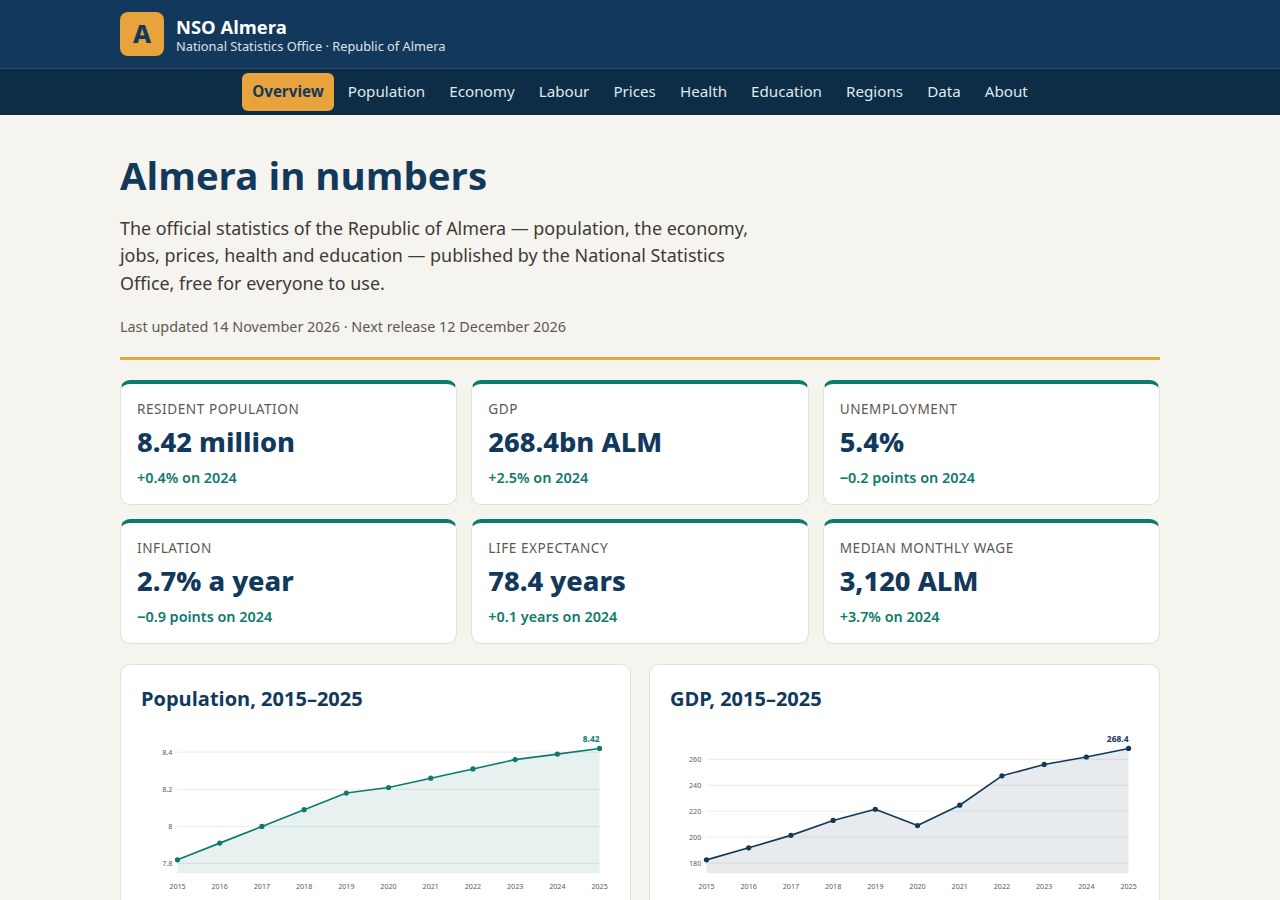 A
NSO Almera
National Statistics Office · Republic of Almera
Overview Population Economy Labour Prices Health Education Regions Data About
Almera in numbers
The official statistics of the Republic of Almera — population, the economy,
jobs, prices, health and education — published by the National Statistics
Office, free for everyone to use.
Last updated 14 November 2026 · Next release 12 December 2026
RESIDENT POPULATION
8.42 million
+0.4% on 2024
GDP
268.4bn ALM
+2.5% on 2024
UNEMPLOYMENT
5.4%
−0.2 points on 2024
INFLATION
2.7% a year
−0.9 points on 2024
LIFE EXPECTANCY
78.4 years
+0.1 years on 2024
MEDIAN MONTHLY WAGE
3,120 ALM
+3.7% on 2024
Population, 2015–2025
8.42
8.4
8.2
8
7.8
2015 2016 2017 2018 2019 2020 2021 2022 2023 2024 2025
GDP, 2015–2025
268.4
260
240
220
200
180
2015 2016 2017 2018 2019 2020 2021 2022 2023 2024 2025